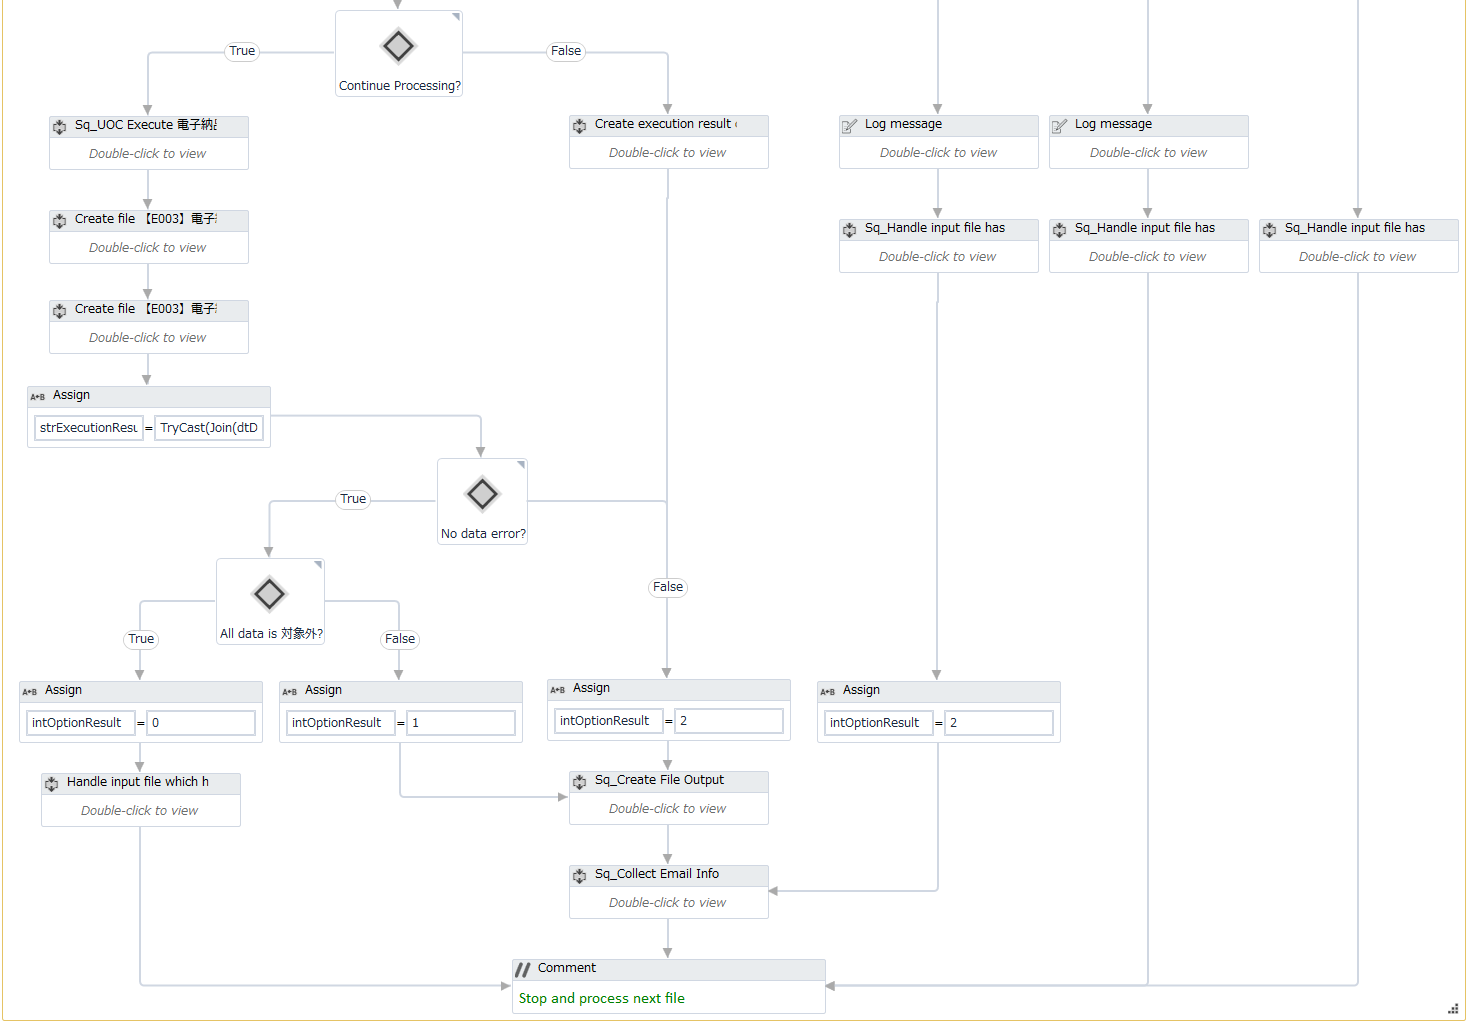 Continue Processing?
True
False
Sq_UOC Execute 電子納品
Double-click to view
Create execution result
Double-click to view
Log message
Double-click to view
Log message
Double-click to view
Create file 【E003】電子
Double-click to view
Sq_Handle input file has
Double-click to view
Sq_Handle input file has
Double-click to view
Sq_Handle input file has
Double-click to view
Create file 【E003】電子
Double-click to view
A+B Assign
strExecutionResu = TryCast(Join(dtD
No data error?
True
False
All data is 対象外?
True
False
A+B Assign
intOptionResult = 0
A+B Assign
intOptionResult = 1
A+B Assign
intOptionResult = 2
A+B Assign
intOptionResult = 2
Handle input file which h
Double-click to view
Sq_Create File Output
Double-click to view
Sq_Collect Email Info
Double-click to view
// Comment
Stop and process next file